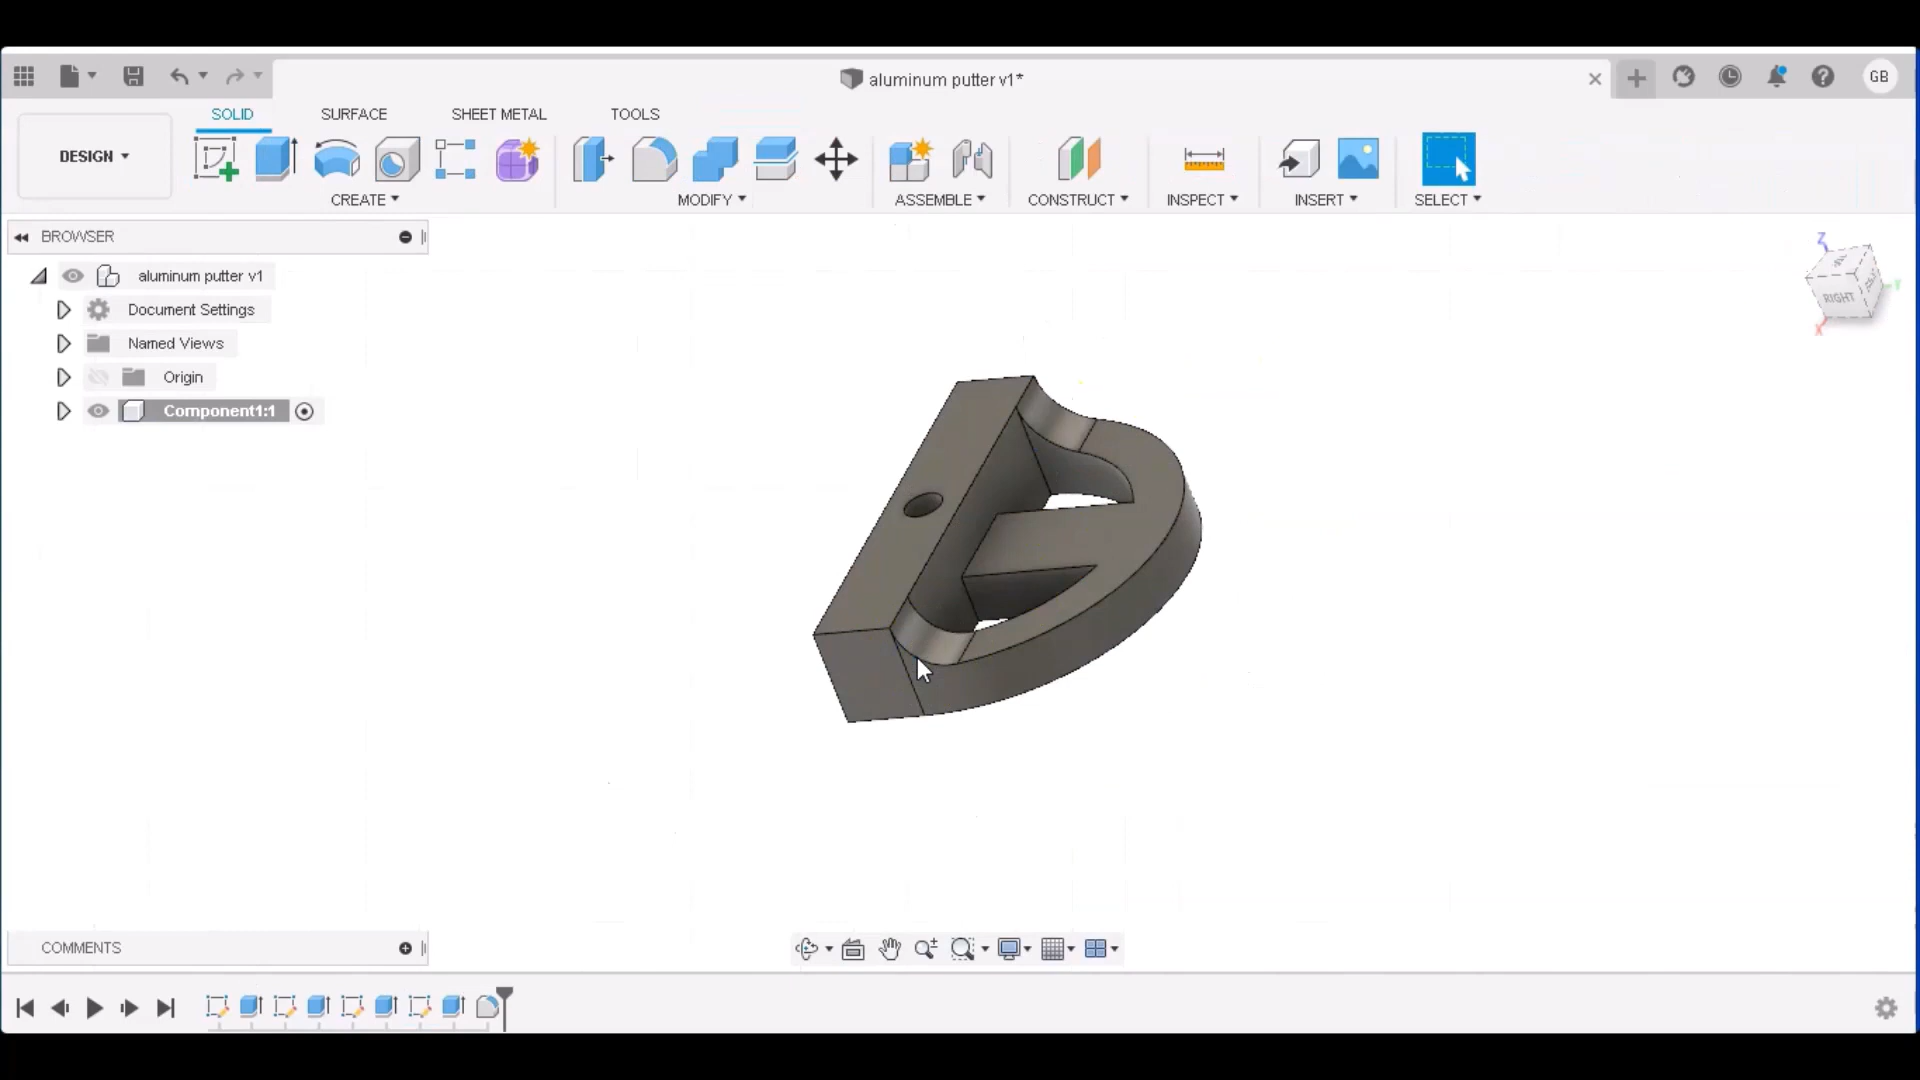 aluminum putter v1*
GB
SOLID
SURFACE
SHEET METAL
TOOLS
DESIGN
CREATE
MODIFY
ASSEMBLE
CONSTRUCT
INSPECT
INSERT
SELECT
BROWSER
aluminum putter v1
Document Settings
Named Views
Origin
Component1:1
Z
RIGHT
Y
X
COMMENTS